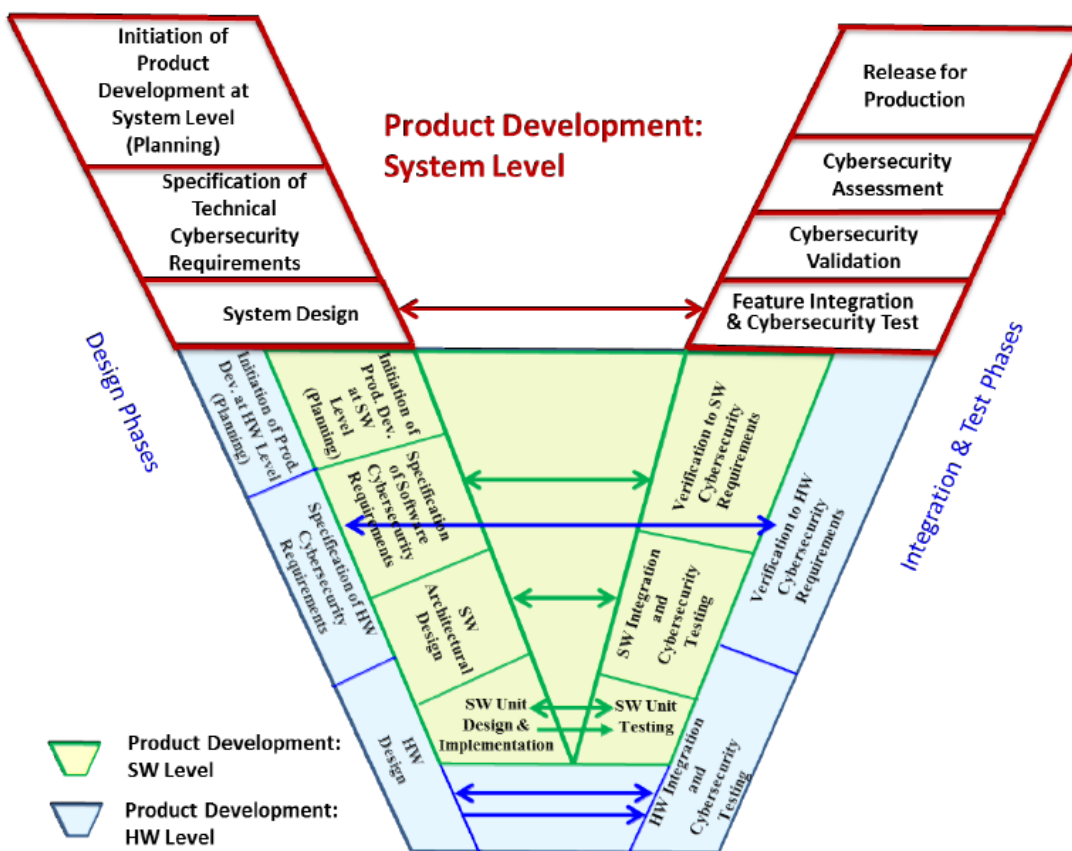 Initiation of
Product
Development at
System Level
(Planning)
Specification of
Technical
Cybersecurity
Requirements
System Design
Product Development:
System Level
Release for
Production
Cybersecurity
Assessment
Cybersecurity
Validation
Feature Integration
& Cybersecurity Test
Design Phases
Integration & Test Phases
Initiation of Prod.
Dev. at HW Level
(Planning)
Specification of HW
Cybersecurity
Requirements
HW
Design
Initiation of
Prod. Dev.
at SW
Level
(Planning)
Specification
of Software
Cybersecurity
Requirements
SW
Architectural
Design
SW Unit
Design &
Implementation
SW Unit
Testing
SW Integration
and
Cybersecurity
Testing
Verification to SW
Cybersecurity
Requirements
Verification to HW
Cybersecurity
Requirements
HW Integration
and
Cybersecurity
Testing
Product Development:
SW Level
Product Development:
HW Level